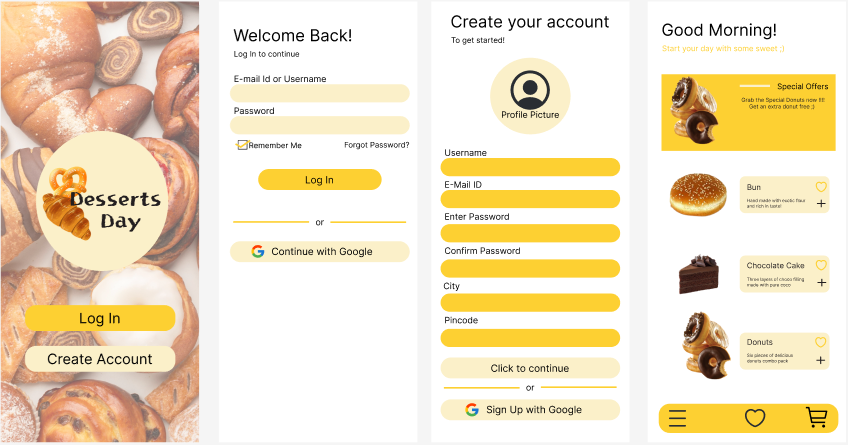 Desserts
Day
Log In
Create Account
Welcome Back!
Log In to continue
E-mail Id or Username
Password
Remember Me
Forgot Password?
Log In
or
Continue with Google
Create your account
To get started!
Profile Picture
Username
E-Mail ID
Enter Password
Confirm Password
City
Pincode
Click to continue
or
Sign Up with Google
Good Morning!
Start your day with some sweet ;)
Special Offers
Grab the Special Donuts now !!!!
Get an extra donut free ;)
Bun
Hand made with exotic flour
and rich in taste!
Chocolate Cake
Three layers of choco filling
made with pure coco
Donuts
Six pieces of delicious
donuts combo pack